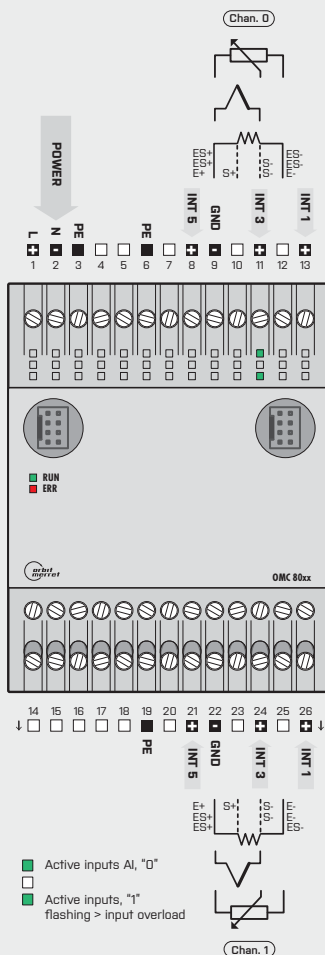 Chan. 0
ES+ ES-
ES+ S- ES-
E+ S+ S- E-
POWER
INT 5
GND
INT 3
INT 1
L
N
PE
PE
+ - + - + +
1 2 3 4 5 6 7 8 9 10 11 12 13
RUN
ERR
orbit merret
OMC 80xx
14 15 16 17 18 19 20 21 22 23 24 25 26
↓ + - + + ↓
PE
INT 5
GND
INT 3
INT 1
E+ S+ S- E-
ES+ S- E-
ES+ ES-
Active inputs AI, "0"
Active inputs, "1"
flashing > input overload
Chan. 1